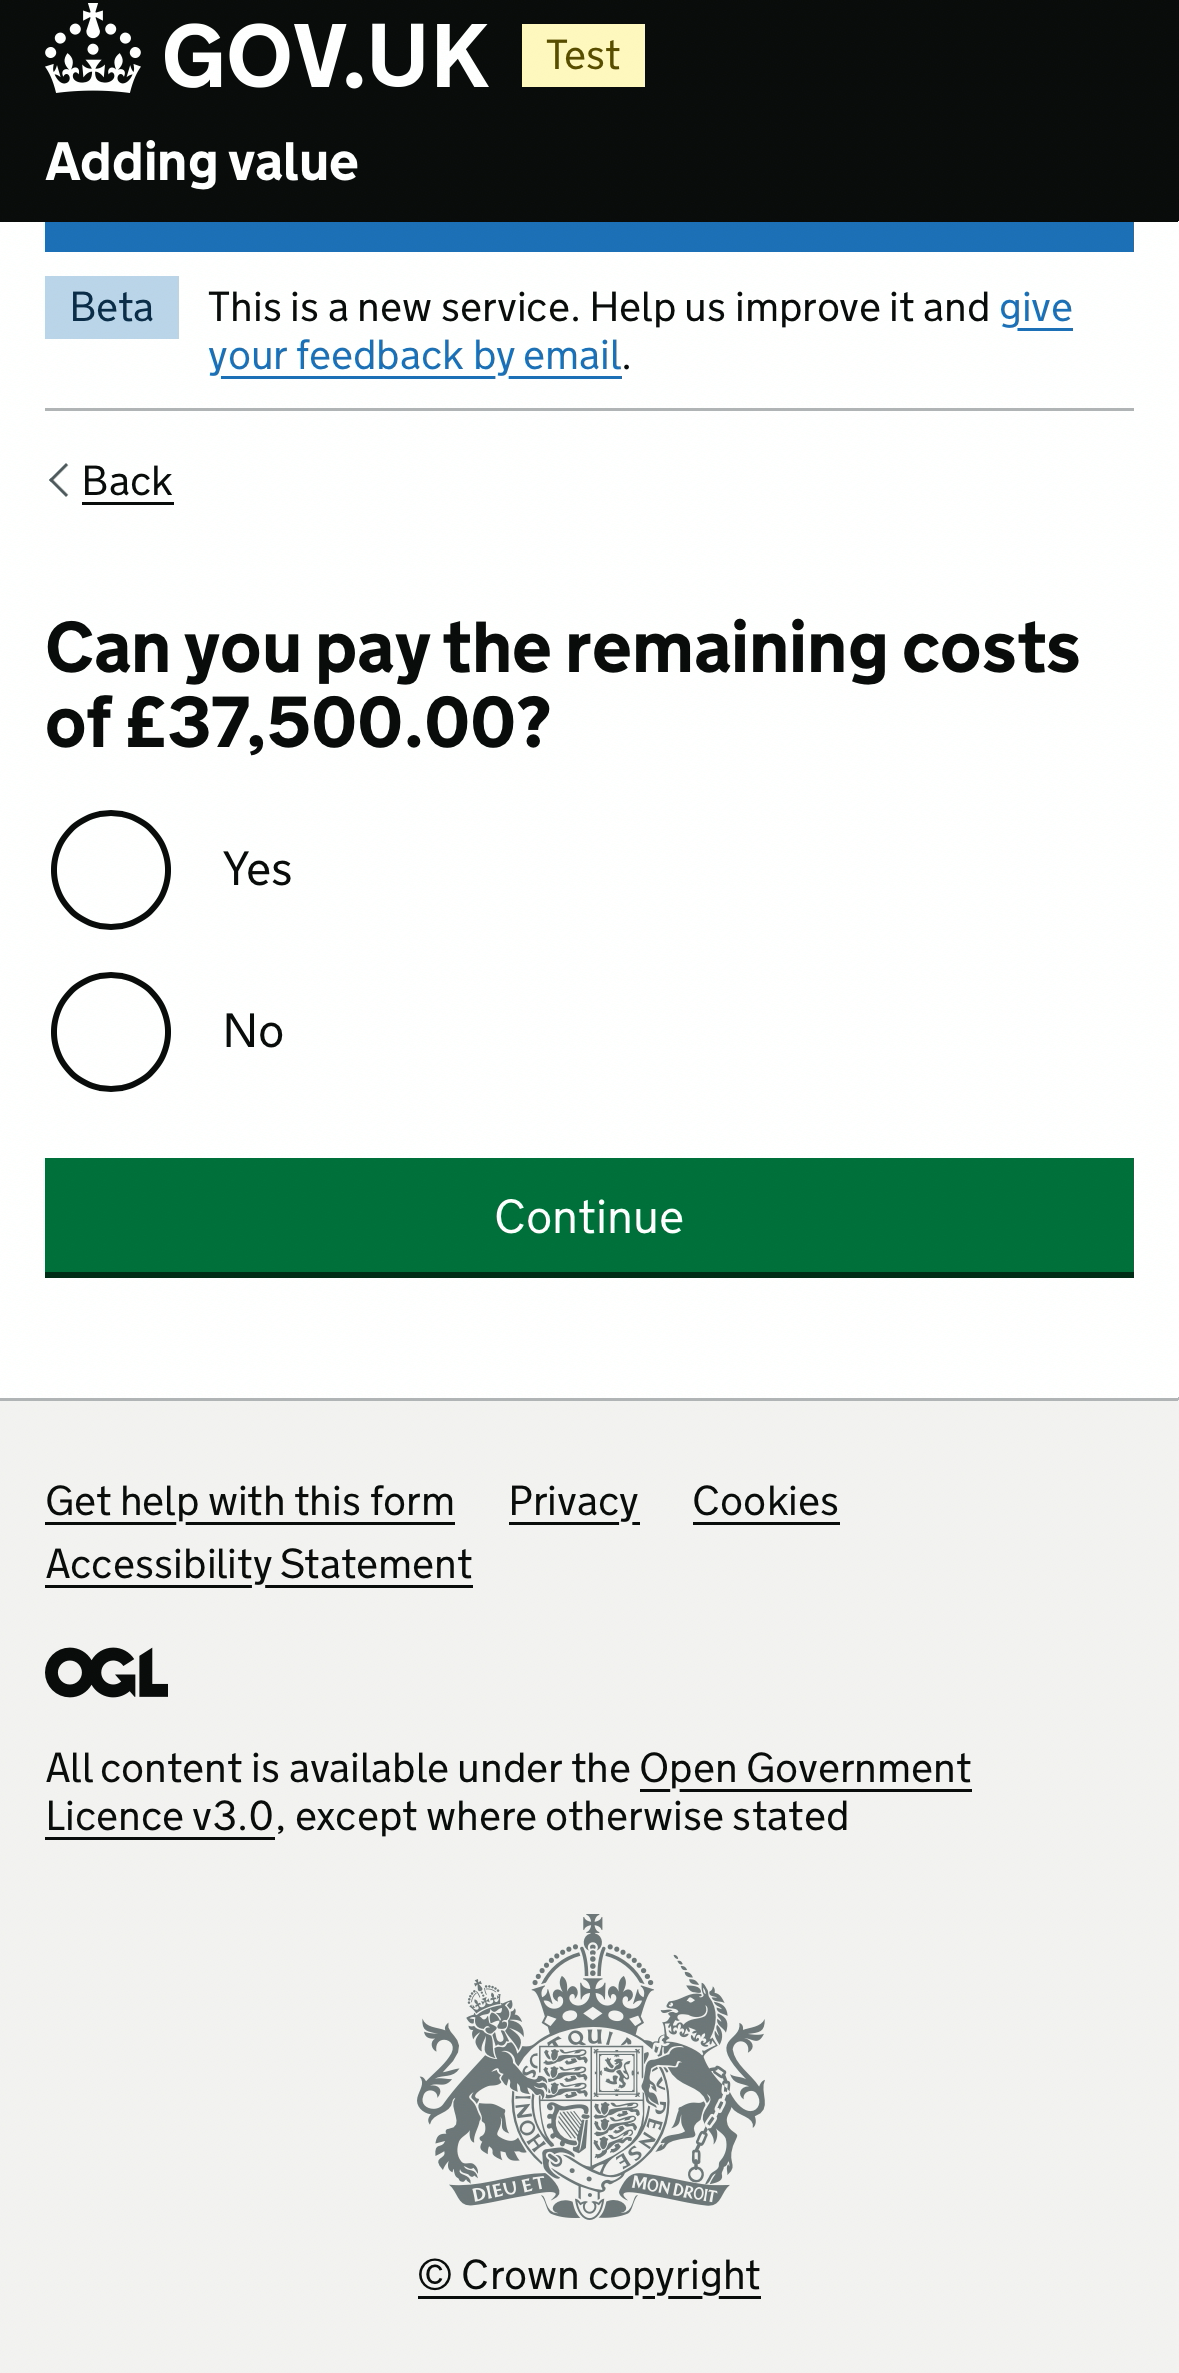 GOV.UK Test
Adding value
Beta This is a new service. Help us improve it and give
your feedback by email.
Back
Can you pay the remaining costs
of £37,500.00?
Yes
No
Continue
Get help with this form Privacy Cookies
Accessibility Statement
OGL
All content is available under the Open Government
Licence v3.0, except where otherwise stated
DIEU ET MON DROIT
© Crown copyright